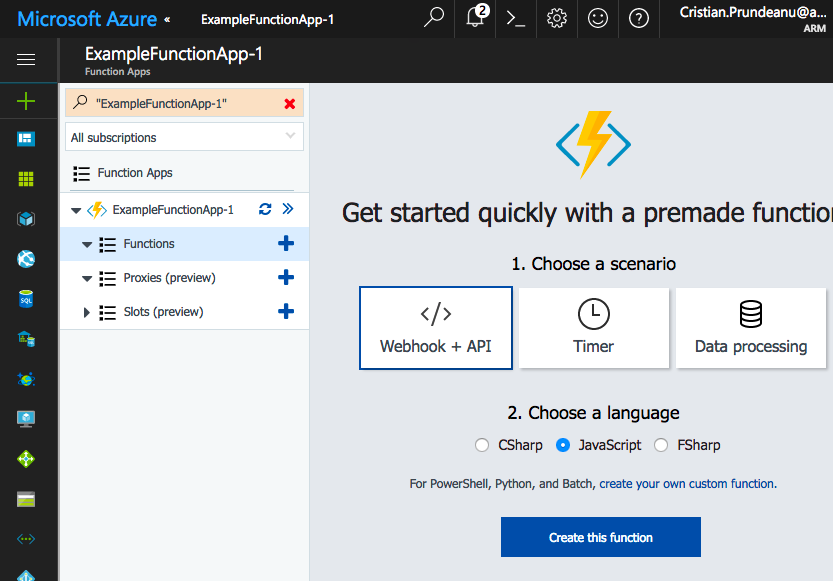 Microsoft Azure «
ExampleFunctionApp-1
2
Cristian.Prundeanu@a...
ARM
ExampleFunctionApp-1
Function Apps
"ExampleFunctionApp-1"
All subscriptions
Function Apps
ExampleFunctionApp-1
Functions
Proxies (preview)
Slots (preview)
SQL
Get started quickly with a premade function
1. Choose a scenario
Webhook + API
Timer
Data processing
2. Choose a language
CSharp
JavaScript
FSharp
For PowerShell, Python, and Batch, create your own custom function.
Create this function